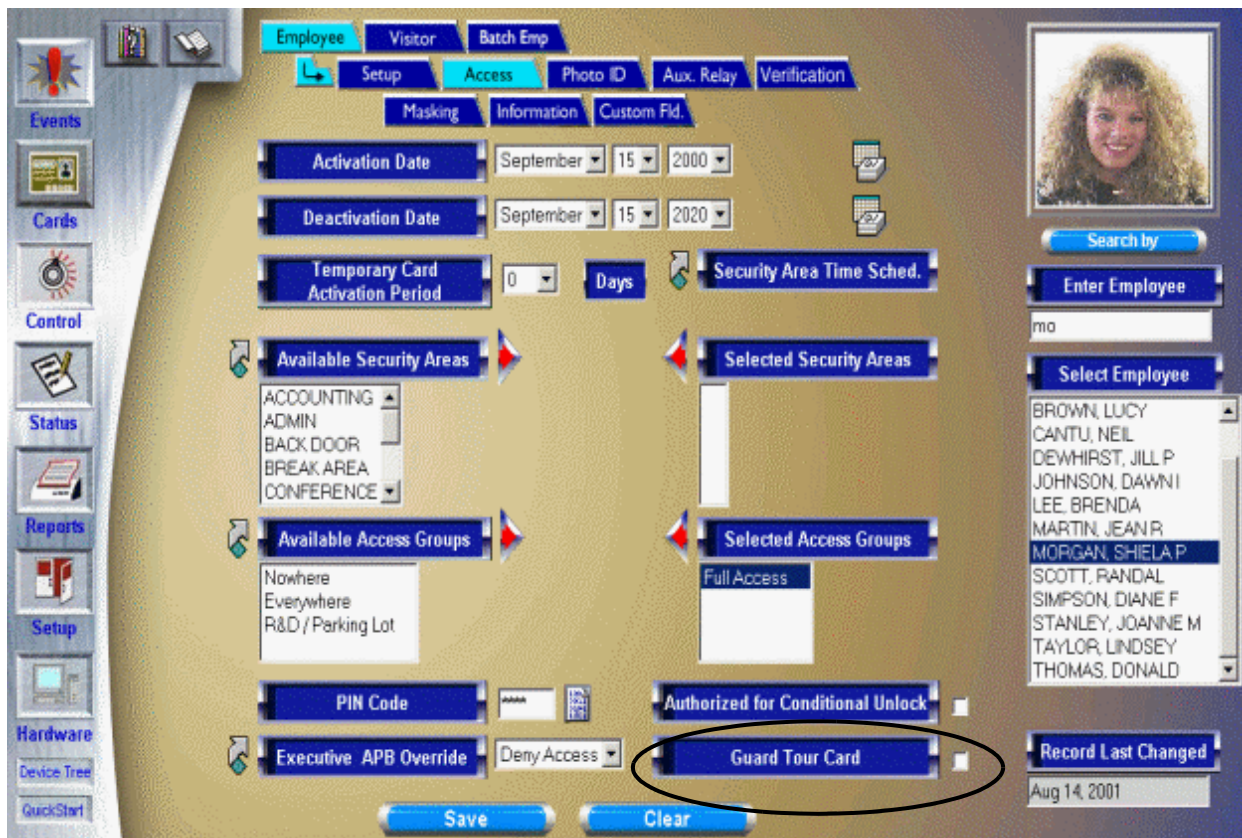 Employee Visitor Batch Emp
Setup Access Photo ID Aux. Relay Verification
Masking Information Custom Fld.
Events
Cards
Control
Status
Reports
Setup
Hardware
Device Tree
QuickStart
Activation Date September 15 2000
Deactivation Date September 15 2020
Temporary Card
Activation Period
0 Days
Security Area Time Sched.
Available Security Areas
ACCOUNTING
ADMIN
BACK DOOR
BREAK AREA
CONFERENCE
Selected Security Areas
Available Access Groups
Nowhere
Everywhere
R&D / Parking Lot
Selected Access Groups
Full Access
PIN Code ****
Authorized for Conditional Unlock
Executive APB Override Deny Access
Guard Tour Card
Save Clear
Search by
Enter Employee
mo
Select Employee
BROWN, LUCY
CANTU, NEIL
DEWHIRST, JILL P
JOHNSON, DAWN I
LEE, BRENDA
MARTIN, JEAN R
MORGAN, SHIELA P
SCOTT, RANDAL
SIMPSON, DIANE F
STANLEY, JOANNE M
TAYLOR, LINDSEY
THOMAS, DONALD
Record Last Changed
Aug 14, 2001